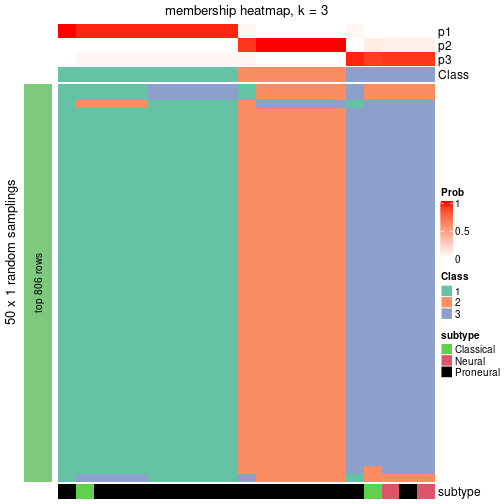 membership heatmap, k = 3
p1
p2
p3
Class
50 x 1 random samplings
top 806 rows
Prob
1
0.5
0
Class
1
2
3
subtype
Classical
Neural
Proneural
subtype